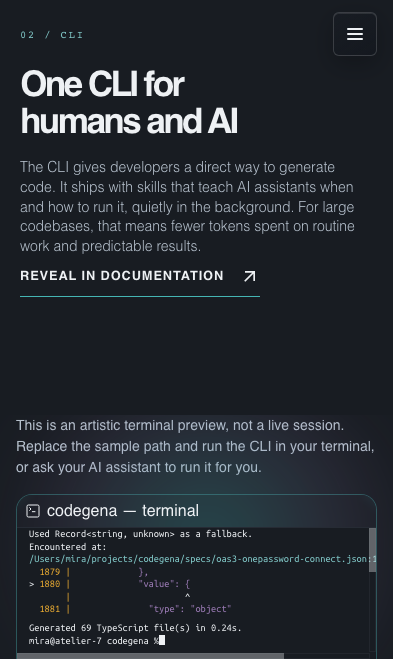 02 / CLI
One CLI for
humans and AI
The CLI gives developers a direct way to generate
code. It ships with skills that teach AI assistants when
and how to run it, quietly in the background. For large
codebases, that means fewer tokens spent on routine
work and predictable results.
REVEAL IN DOCUMENTATION
This is an artistic terminal preview, not a live session.
Replace the sample path and run the CLI in your terminal,
or ask your AI assistant to run it for you.
codegena — terminal
Used Record<string, unknown> as a fallback.
Encountered at:
/Users/mira/projects/codegena/specs/oas3-onepassword-connect.json:1
1879 | },
> 1880 | "value": {
| ^
1881 | "type": "object"
Generated 69 TypeScript file(s) in 0.24s.
mira@atelier-7 codegena %